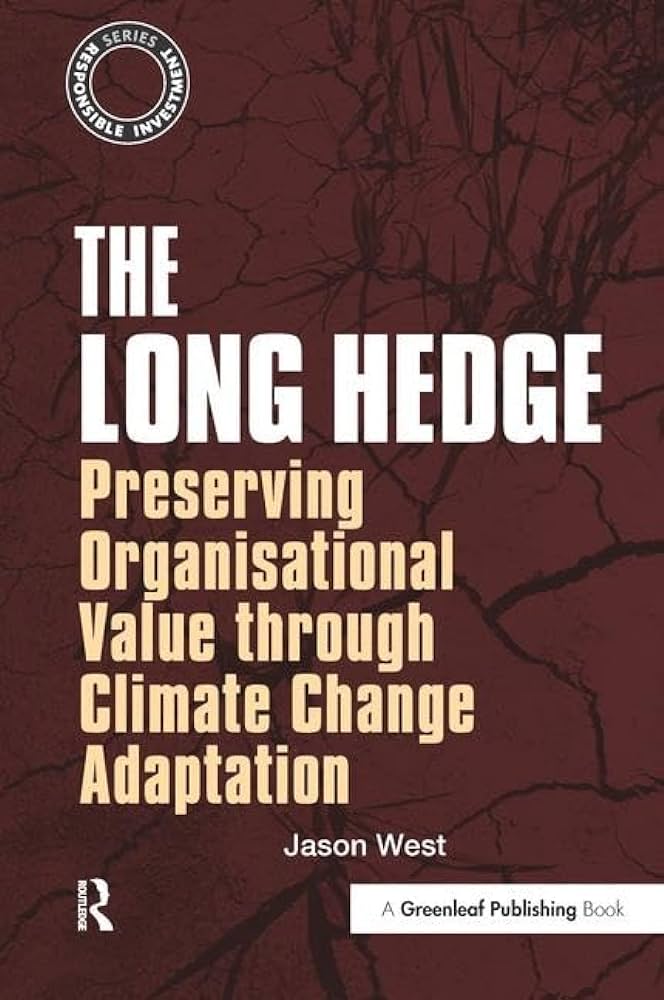 RESPONSIBLE INVESTMENT SERIES
THE
LONG HEDGE
Preserving
Organisational
Value through
Climate Change
Adaptation
Jason West
ROUTLEDGE
A Greenleaf Publishing Book